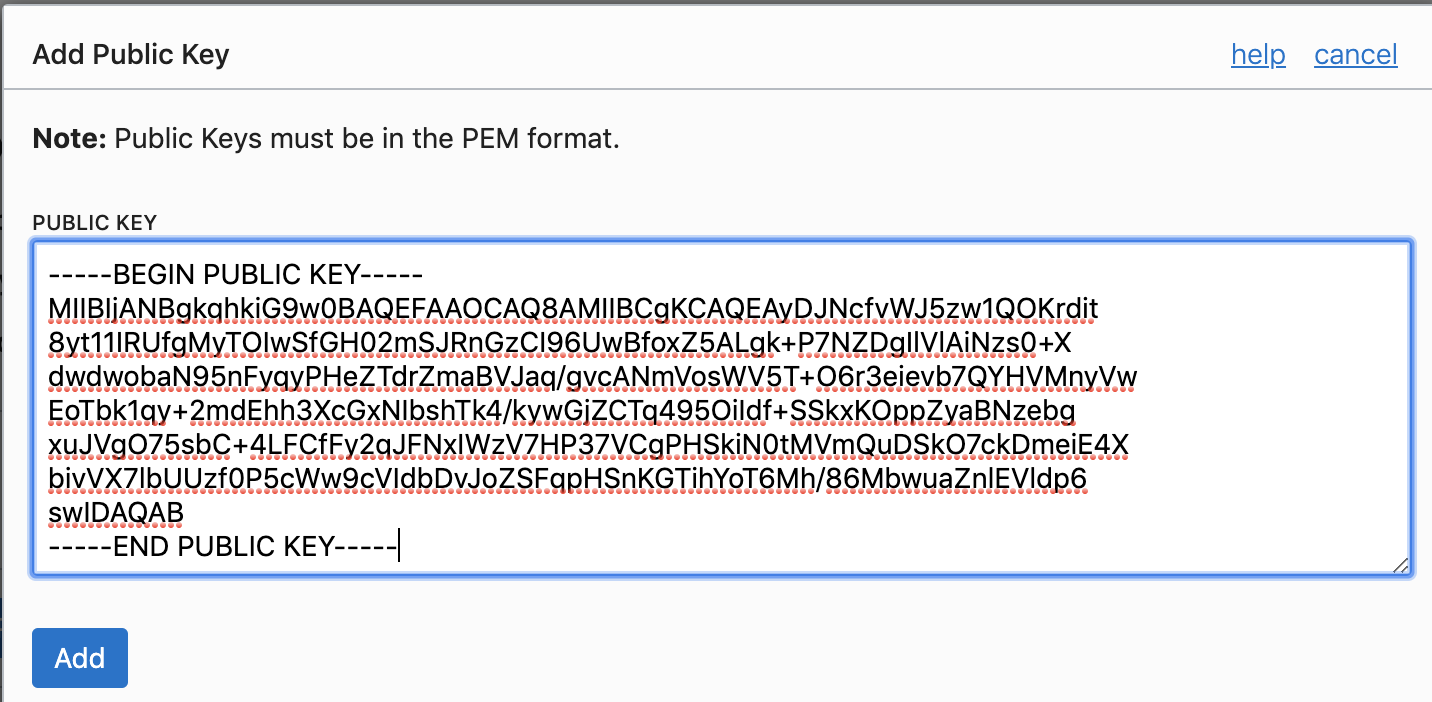 Add Public Key
help
cancel
Note: Public Keys must be in the PEM format.
PUBLIC KEY
-----BEGIN PUBLIC KEY-----
MIIBIjANBgkqhkiG9w0BAQEFAAOCAQ8AMIIBCgKCAQEAyDJNcfvWJ5zw1QOKrdit
8yt11IRUfgMyTOIwSfGH02mSJRnGzCI96UwBfoxZ5ALgk+P7NZDgIlVlAiNzs0+X
dwdwobaN95nFyqyPHeZTdrZmaBVJaq/gvcANmVosWV5T+O6r3eievb7QYHVMnyVw
EoTbk1qy+2mdEhh3XcGxNIbshTk4/kywGjZCTq495Oildf+SSkxKOppZyaBNzebg
xuJVgO75sbC+4LFCfFy2qJFNxIWzV7HP37VCgPHSkiN0tMVmQuDSkO7ckDmeiE4X
bivVX7lbUUzf0P5cWw9cVIdbDvJoZSFqpHSnKGTihYoT6Mh/86MbwuaZnlEVldp6
swIDAQAB
-----END PUBLIC KEY-----
Add